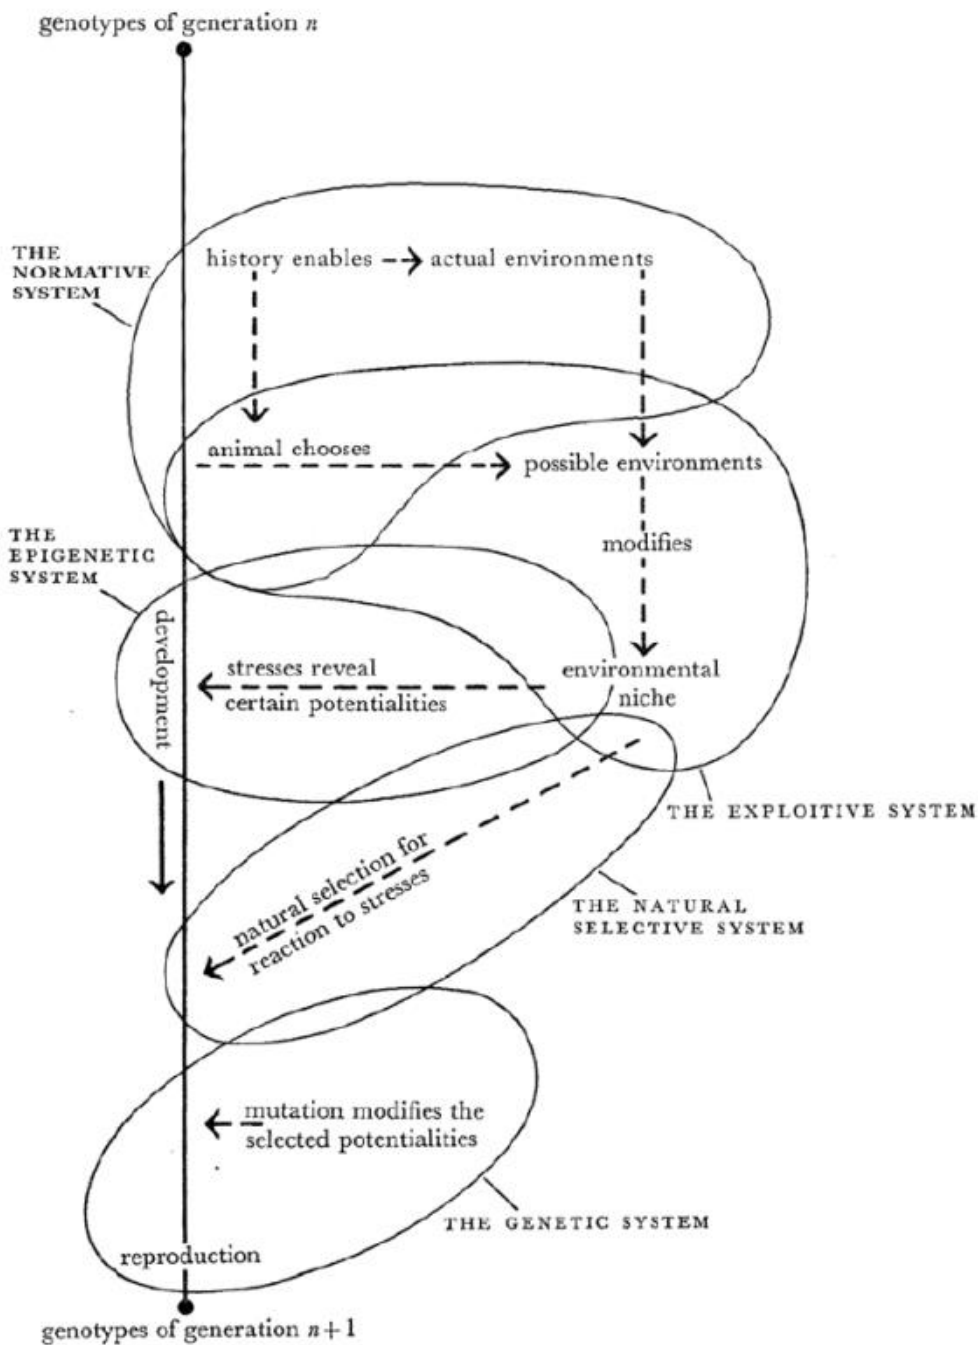 genotypes of generation n
THE
NORMATIVE
SYSTEM
history enables
actual environments
animal chooses
possible environments
THE
EPIGENETIC
SYSTEM
modifies
development
stresses reveal
certain potentialities
environmental
niche
THE EXPLOITIVE SYSTEM
natural selection for
reaction to stresses
THE NATURAL
SELECTIVE SYSTEM
mutation modifies the
selected potentialities
THE GENETIC SYSTEM
reproduction
genotypes of generation n+1